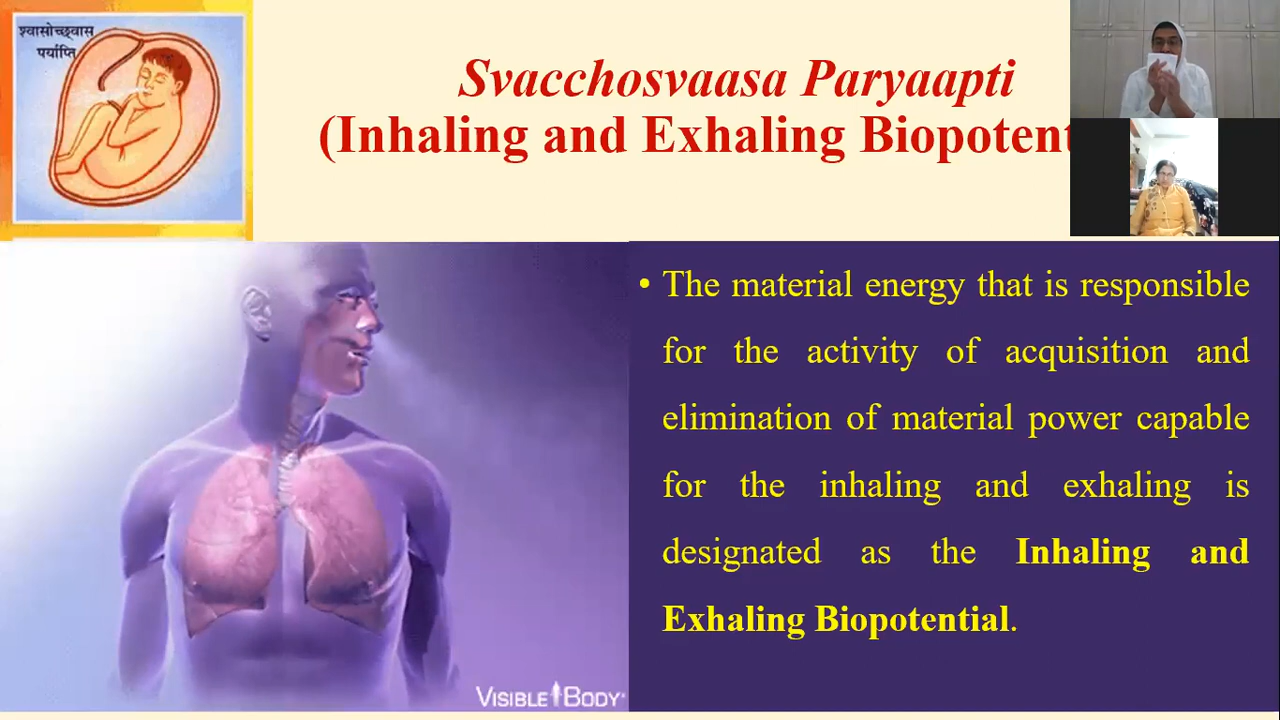 श्वासोच्छ्वास
पर्याप्ति
Svacchosvaasa Paryaapti
(Inhaling and Exhaling Biopotent
• The material energy that is responsible
for the activity of acquisition and
elimination of material power capable
for the inhaling and exhaling is
designated as the Inhaling and
Exhaling Biopotential.
VISIBLE BODY